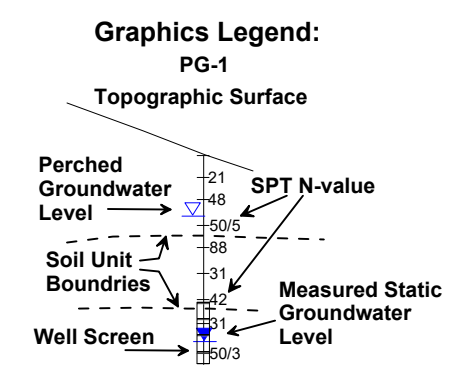 Graphics Legend:
PG-1
Topographic Surface
Perched
Groundwater
Level
21
48
50/5
88
31
42
31
50/3
SPT N-value
Soil Unit
Boundries
Measured Static
Groundwater
Level
Well Screen